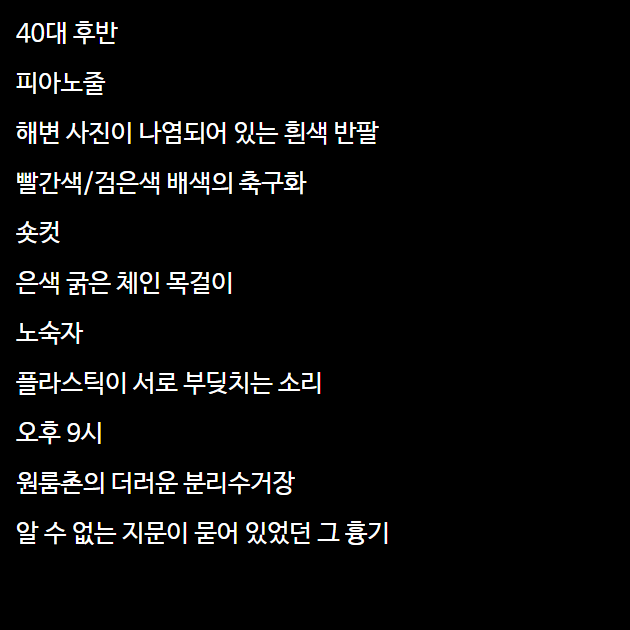 40대 후반
피아노줄
해변 사진이 나염되어 있는 흰색 반팔
빨간색/검은색 배색의 축구화
숏컷
은색 굵은 체인 목걸이
노숙자
플라스틱이 서로 부딪치는 소리
오후 9시
원룸촌의 더러운 분리수거장
알 수 없는 지문이 묻어 있었던 그 흉기